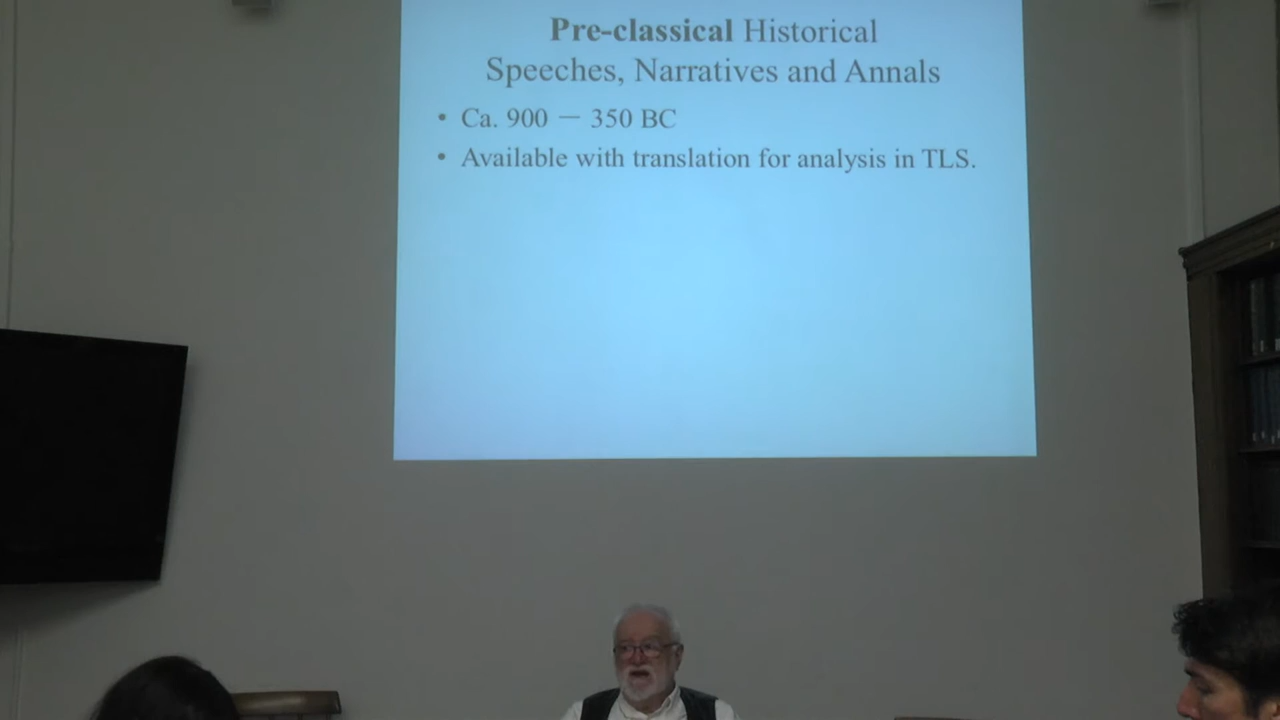 Pre-classical Historical
Speeches, Narratives and Annals
• Ca. 900 — 350 BC
• Available with translation for analysis in TLS.